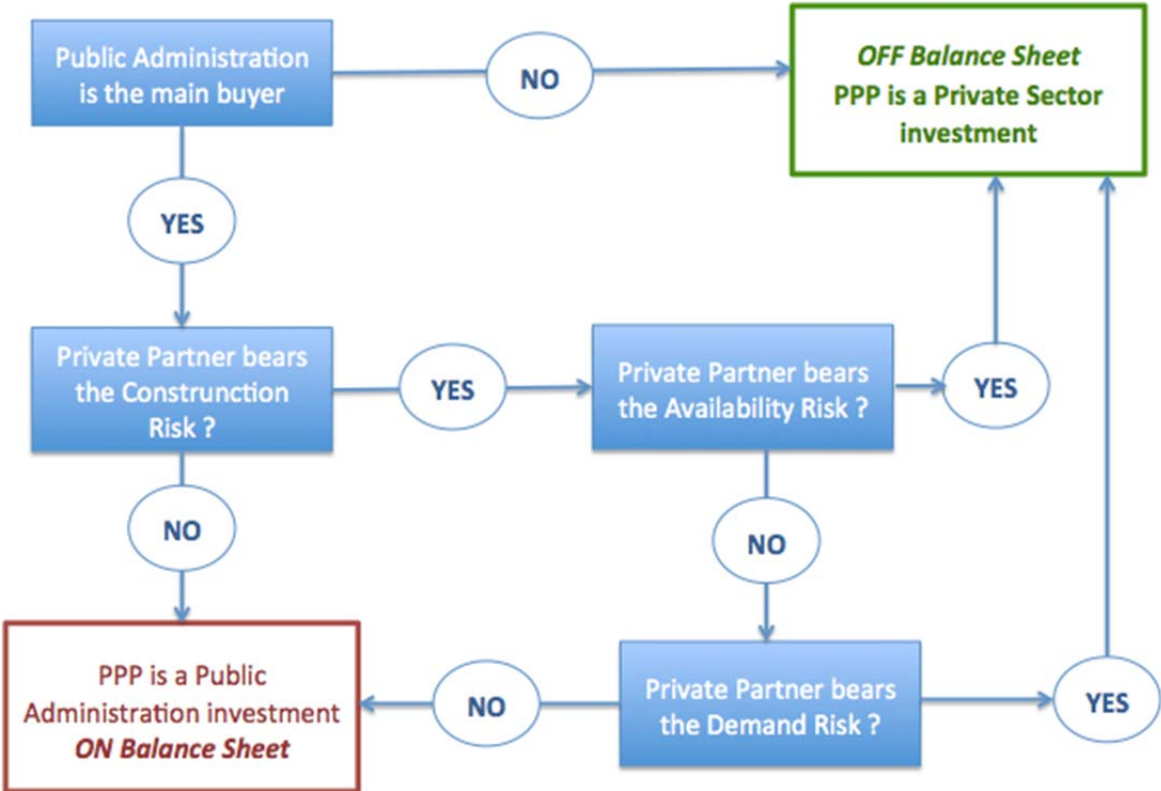 Public Administration
is the main buyer
NO
OFF Balance Sheet
PPP is a Private Sector
investment
YES
Private Partner bears
the Construnction
Risk ?
YES
Private Partner bears
the Availability Risk ?
YES
NO
NO
PPP is a Public
Administration investment
ON Balance Sheet
NO
Private Partner bears
the Demand Risk ?
YES